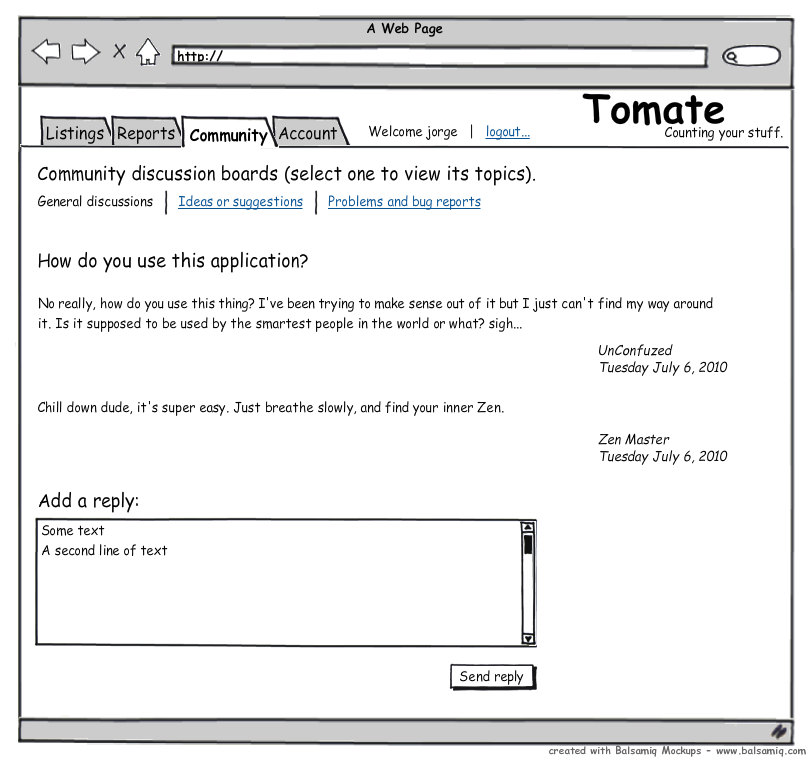 A Web Page
http://
Tomate
Counting your stuff.
Listings Reports Community Account Welcome jorge | logout...
Community discussion boards (select one to view its topics).
General discussions | Ideas or suggestions | Problems and bug reports
How do you use this application?
No really, how do you use this thing? I've been trying to make sense out of it but I just can't find my way around
it. Is it supposed to be used by the smartest people in the world or what? sigh...
UnConfuzed
Tuesday July 6, 2010
Chill down dude, it's super easy. Just breathe slowly, and find your inner Zen.
Zen Master
Tuesday July 6, 2010
Add a reply:
Some text
A second line of text
Send reply
created with Balsamiq Mockups - www.balsamiq.com